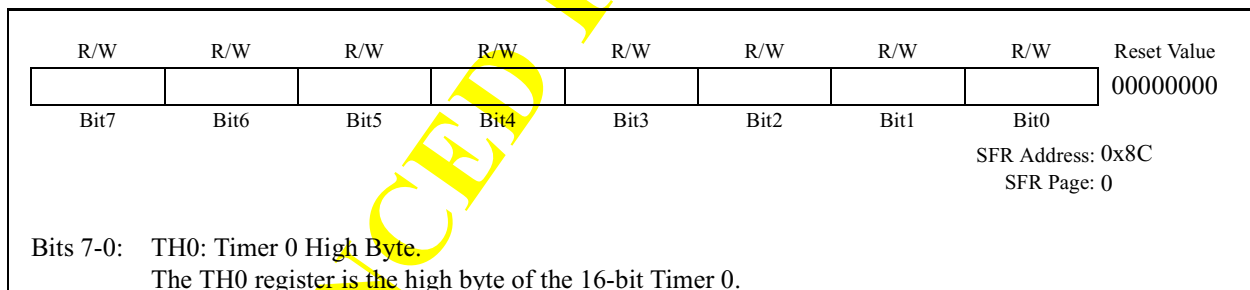 R/W R/W R/W R/W R/W R/W R/W R/W Reset Value
00000000
Bit7 Bit6 Bit5 Bit4 Bit3 Bit2 Bit1 Bit0
SFR Address: 0x8C
SFR Page: 0
Bits 7-0: TH0: Timer 0 High Byte.
The TH0 register is the high byte of the 16-bit Timer 0.
NCED